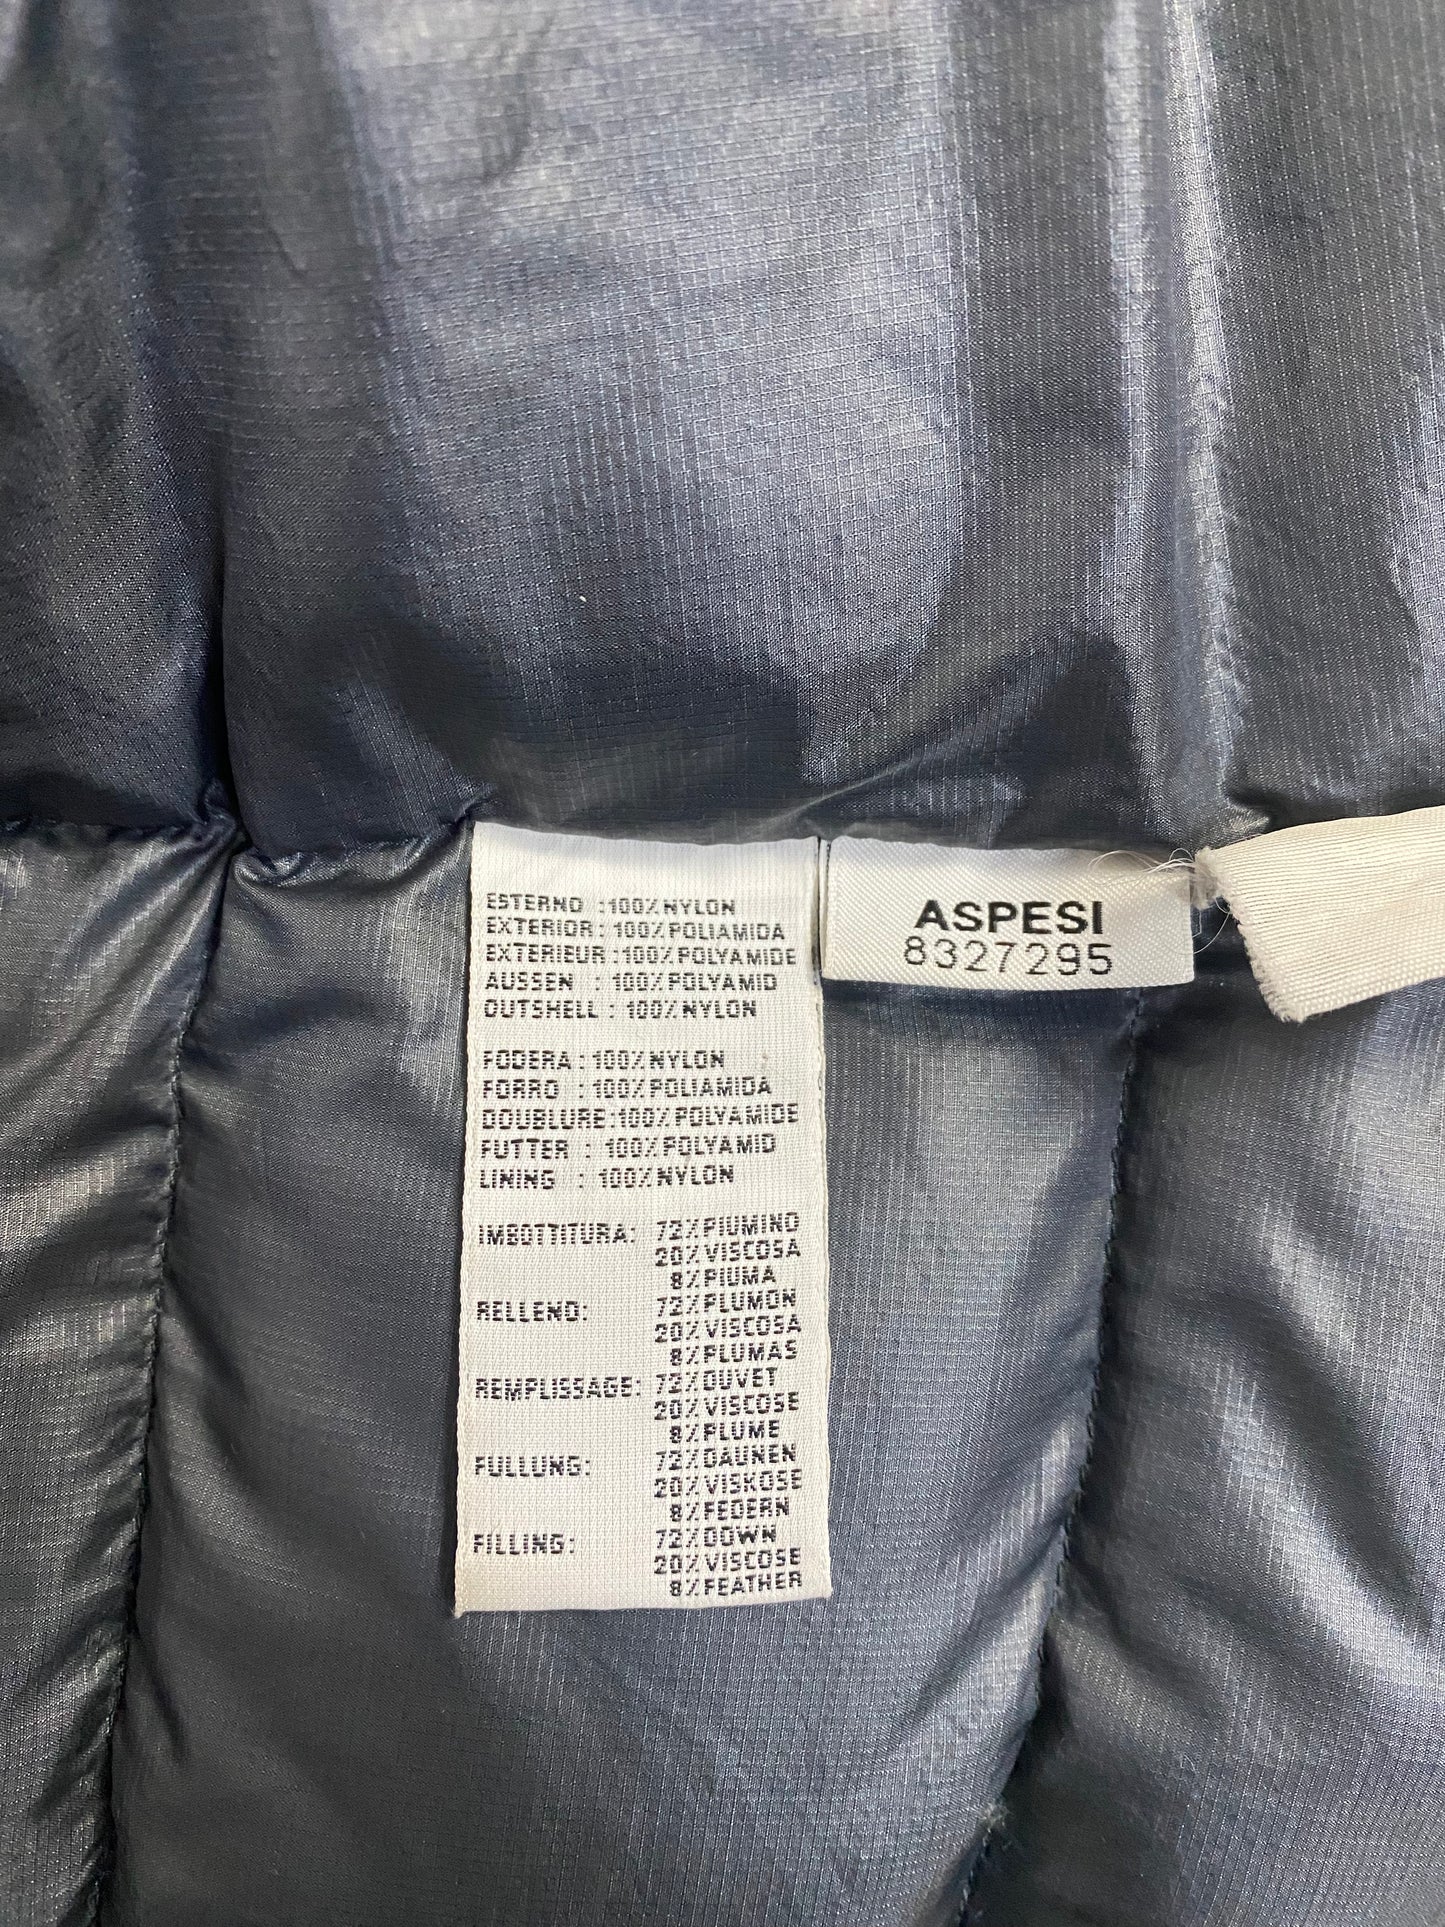 ESTERNO :100%NYLON
EXTERIOR:100%POLIAMIDA
EXTERIEUR:100%POLYAMIDE
AUSSEN : 100%POLYAMID
OUTSHELL : 100%NYLON
FODERA:100%NYLON
FORRO :100%POLIAMIDA
DOUBLURE:100%POLYAMIDE
FUTTER : 100%POLYAMID
LINING : 100%NYLON
IMBOTTITURA: 72%PIUMINO
20%VISCOSA
8%PIUMA
RELLENO: 72%PLUMON
20%VISCOSA
8%PLUMAS
REMPLISSAGE: 72%DUVET
20%VISCOSE
8%PLUME
FULLUNG: 72%DAUNEN
20%VISKOSE
8%FEDERN
FILLING: 72%DOWN
20%VISCOSE
8%FEATHER
ASPESI
8327295